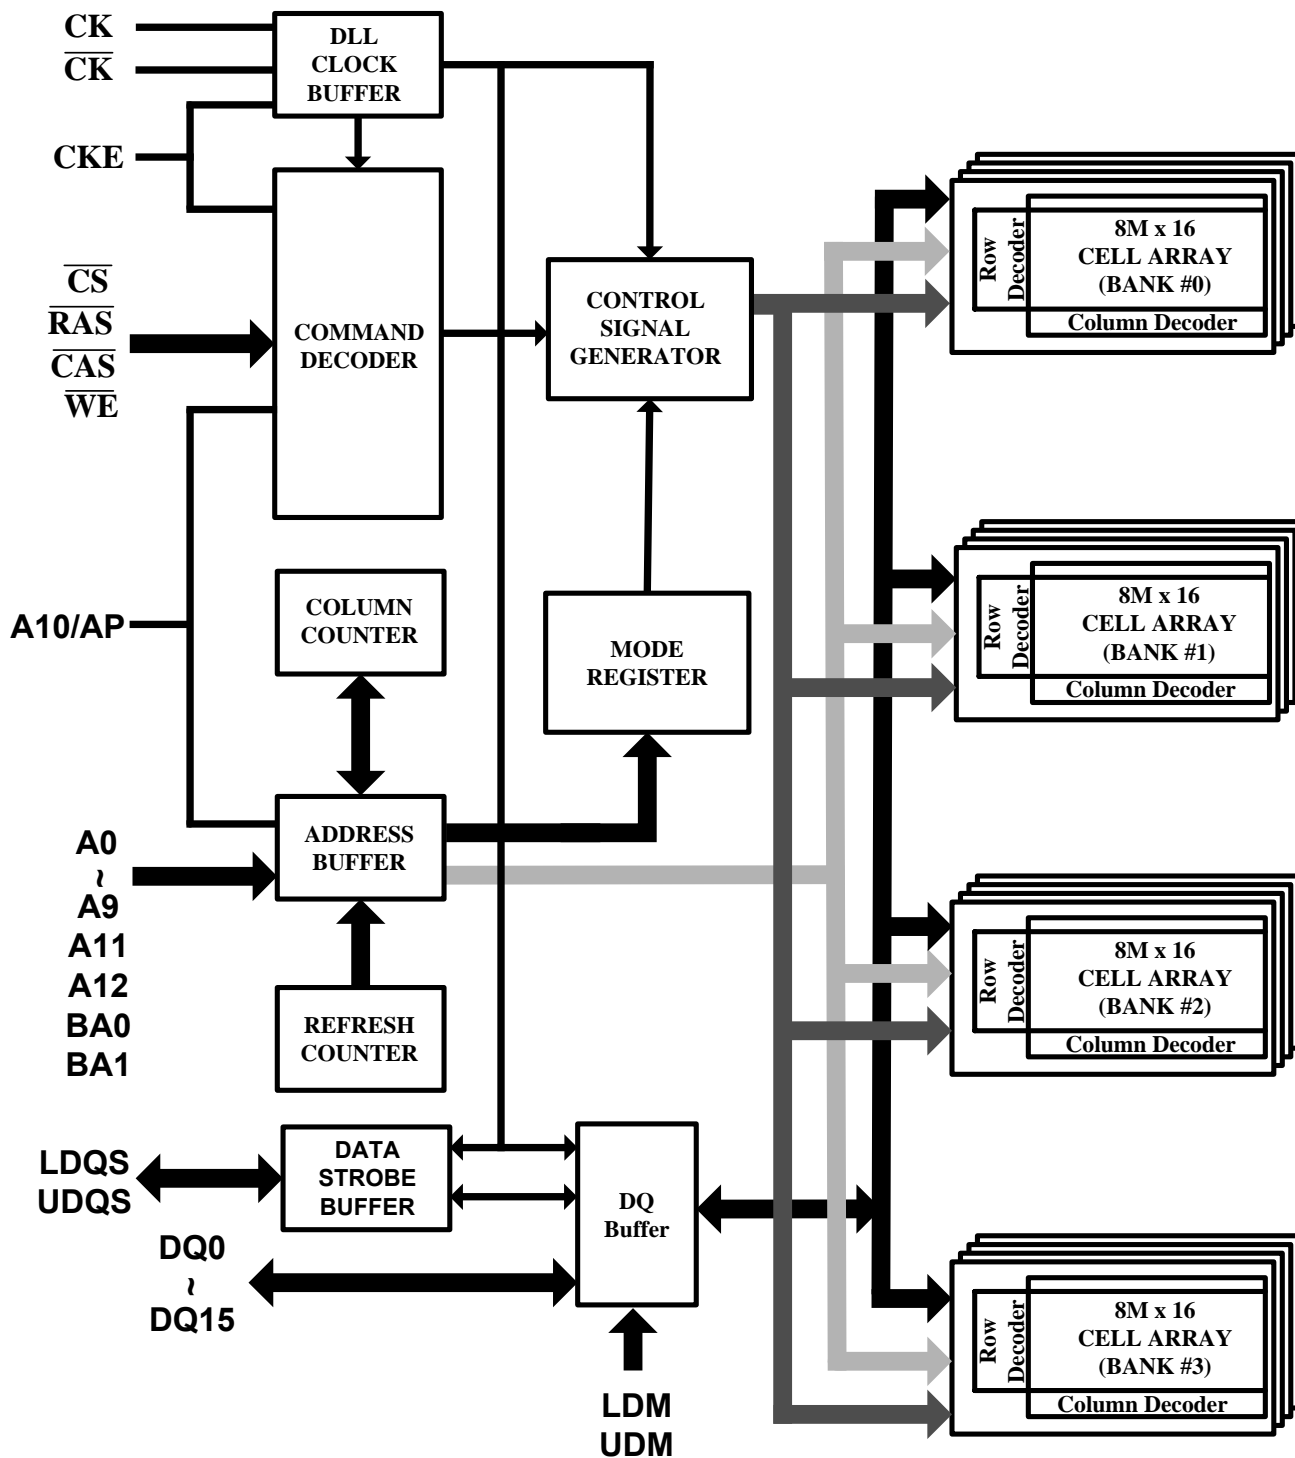 CK
CK
CKE
CS
RAS
CAS
WE
A10/AP
A0
~
A9
A11
A12
BA0
BA1
LDQS
UDQS
DQ0
~
DQ15
DLL
CLOCK
BUFFER
COMMAND
DECODER
COLUMN
COUNTER
ADDRESS
BUFFER
REFRESH
COUNTER
DATA
STROBE
BUFFER
CONTROL
SIGNAL
GENERATOR
MODE
REGISTER
DQ
Buffer
LDM
UDM
Row
Decoder
8M x 16
CELL ARRAY
(BANK #0)
Column Decoder
Row
Decoder
8M x 16
CELL ARRAY
(BANK #1)
Column Decoder
Row
Decoder
8M x 16
CELL ARRAY
(BANK #2)
Column Decoder
Row
Decoder
8M x 16
CELL ARRAY
(BANK #3)
Column Decoder